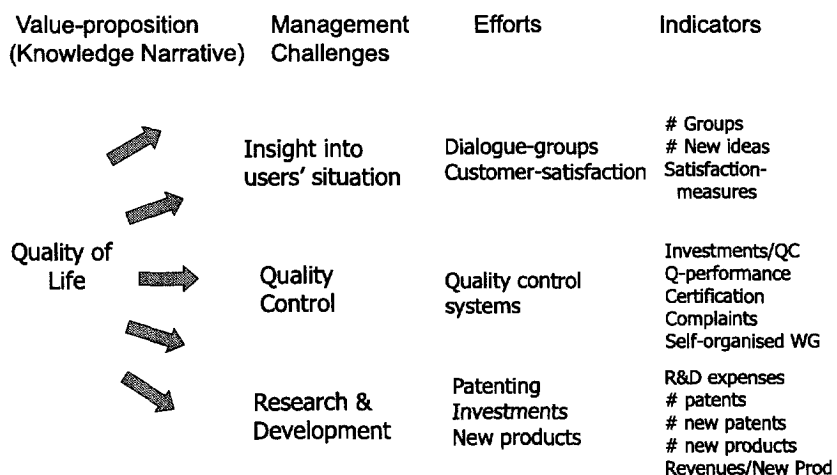 Value-proposition
(Knowledge Narrative)
Management
Challenges
Efforts
Indicators
Quality of
Life
Insight into
users' situation
Dialogue-groups
Customer-satisfaction
# Groups
# New ideas
Satisfaction-
measures
Quality
Control
Quality control
systems
Investments/QC
Q-performance
Certification
Complaints
Self-organised WG
Research &
Development
Patenting
Investments
New products
R&D expenses
# patents
# new patents
# new products
Revenues/New Prod